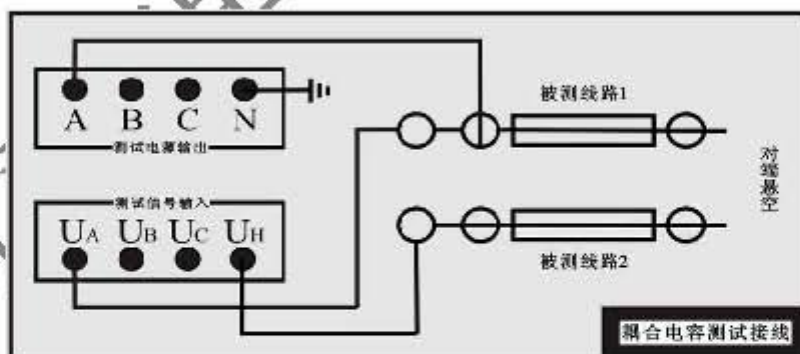 A B C N
测试电源输出
被测线路1
对端悬空
测试信号输入
UA UB UC UH
被测线路2
耦合电容测试接线